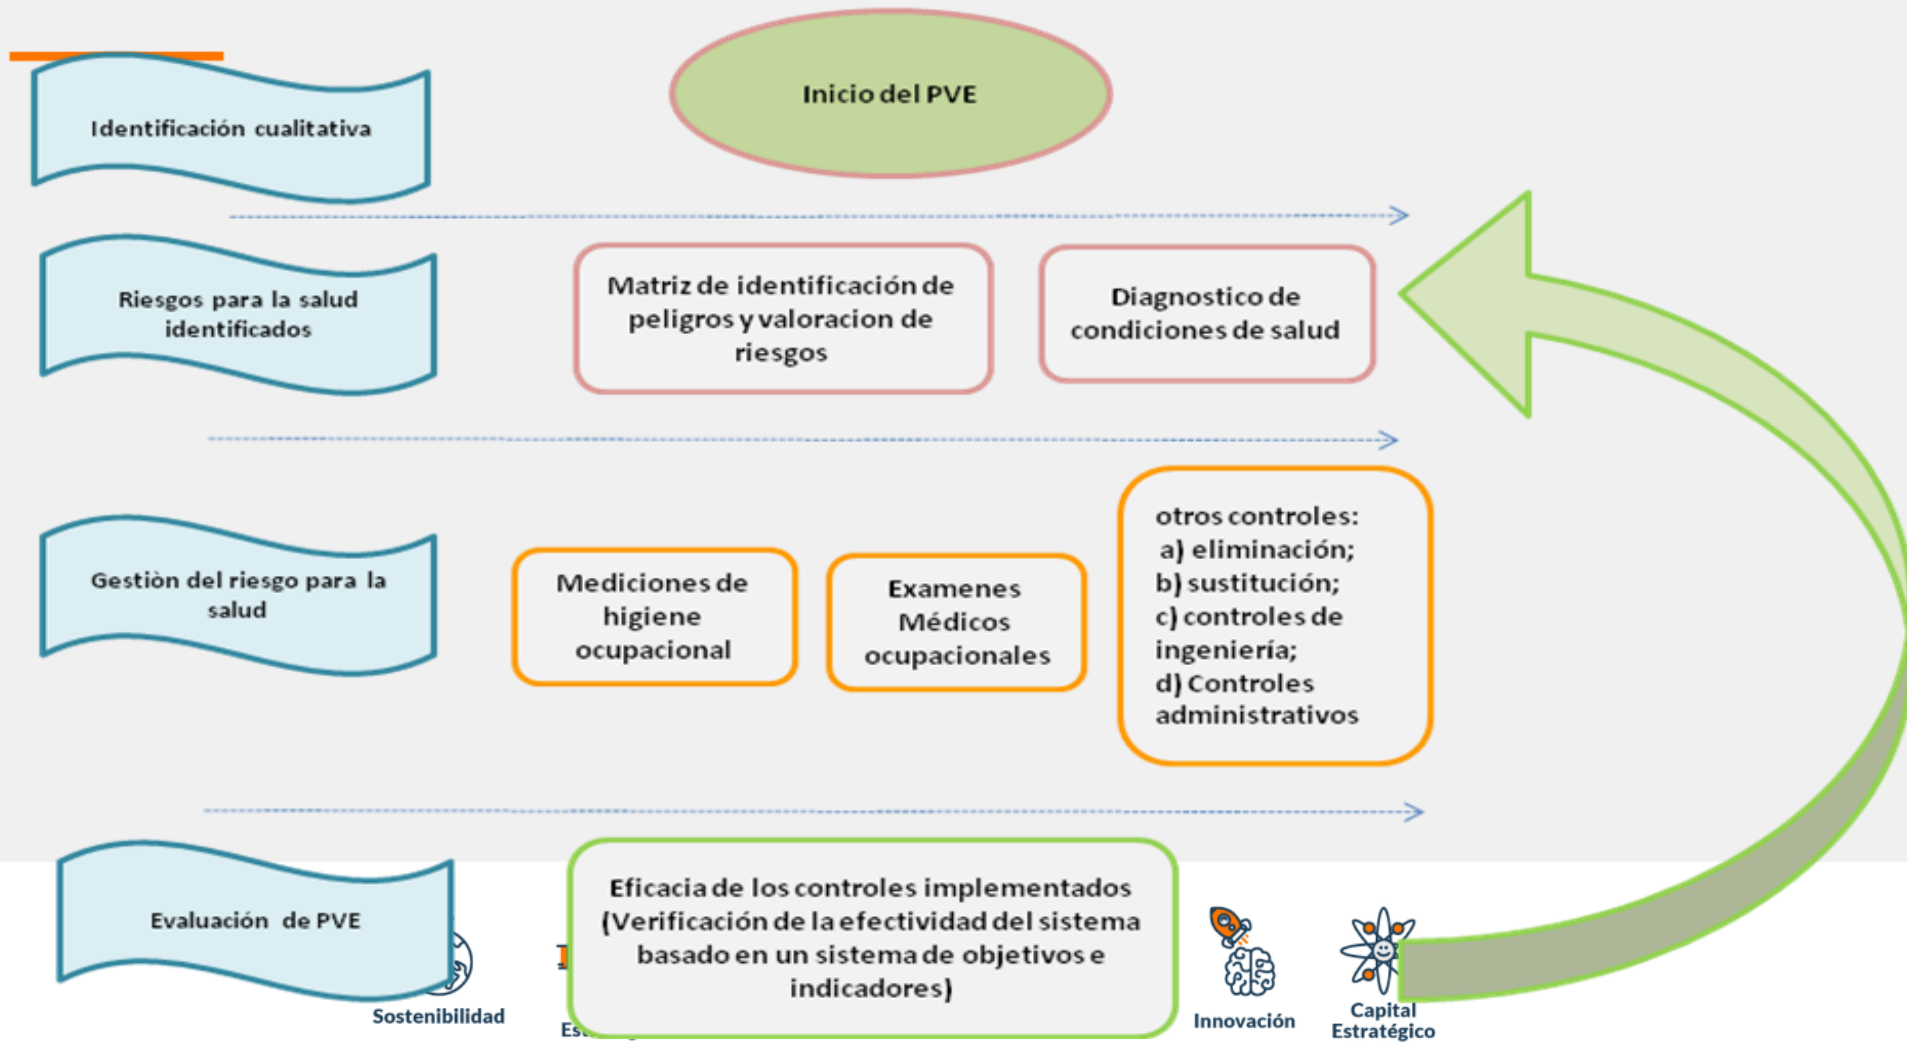 Identificación cualitativa
Inicio del PVE
Riesgos para la salud
identificados
Matriz de identificación de
peligros y valoracion de
riesgos
Diagnostico de
condiciones de salud
Gestiòn del riesgo para la
salud
Mediciones de
higiene
ocupacional
Examenes
Médicos
ocupacionales
otros controles:
a) eliminación;
b) sustitución;
c) controles de
ingeniería;
d) Controles
administrativos
Evaluación de PVE
Eficacia de los controles implementados
(Verificación de la efectividad del sistema
basado en un sistema de objetivos e
indicadores)
Sostenibilidad
Innovación
Capital
Estratégico